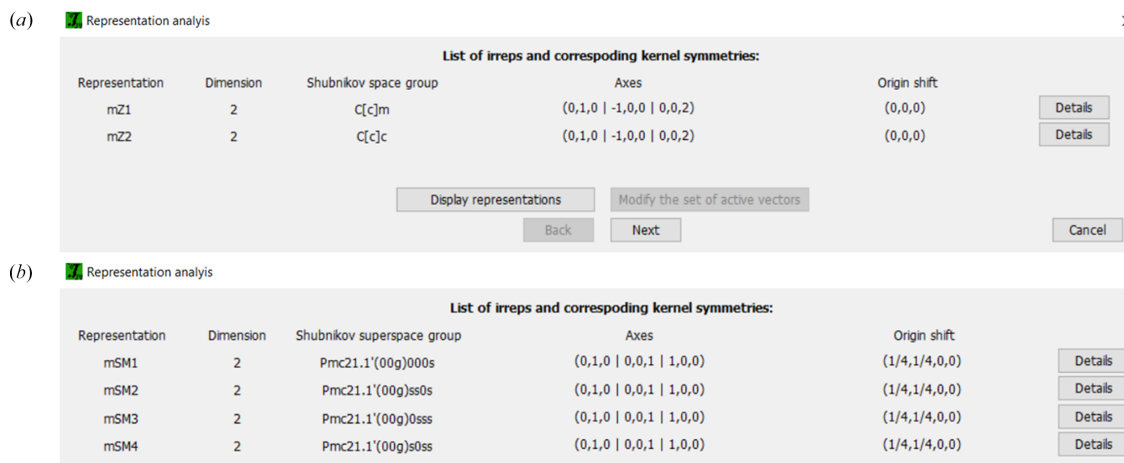 (a) Representation analyis
List of irreps and correspoding kernel symmetries:
Representation Dimension Shubnikov space group Axes Origin shift
mZ1 2 C[c]m (0,1,0 | -1,0,0 | 0,0,2) (0,0,0) Details
mZ2 2 C[c]c (0,1,0 | -1,0,0 | 0,0,2) (0,0,0) Details
Display representations Modify the set of active vectors
Back Next Cancel
(b) Representation analyis
List of irreps and correspoding kernel symmetries:
Representation Dimension Shubnikov superspace group Axes Origin shift
mSM1 2 Pmc21.1'(00g)000s (0,1,0 | 0,0,1 | 1,0,0) (1/4,1/4,0,0) Details
mSM2 2 Pmc21.1'(00g)ss0s (0,1,0 | 0,0,1 | 1,0,0) (1/4,1/4,0,0) Details
mSM3 2 Pmc21.1'(00g)0sss (0,1,0 | 0,0,1 | 1,0,0) (1/4,1/4,0,0) Details
mSM4 2 Pmc21.1'(00g)s0ss (0,1,0 | 0,0,1 | 1,0,0) (1/4,1/4,0,0) Details